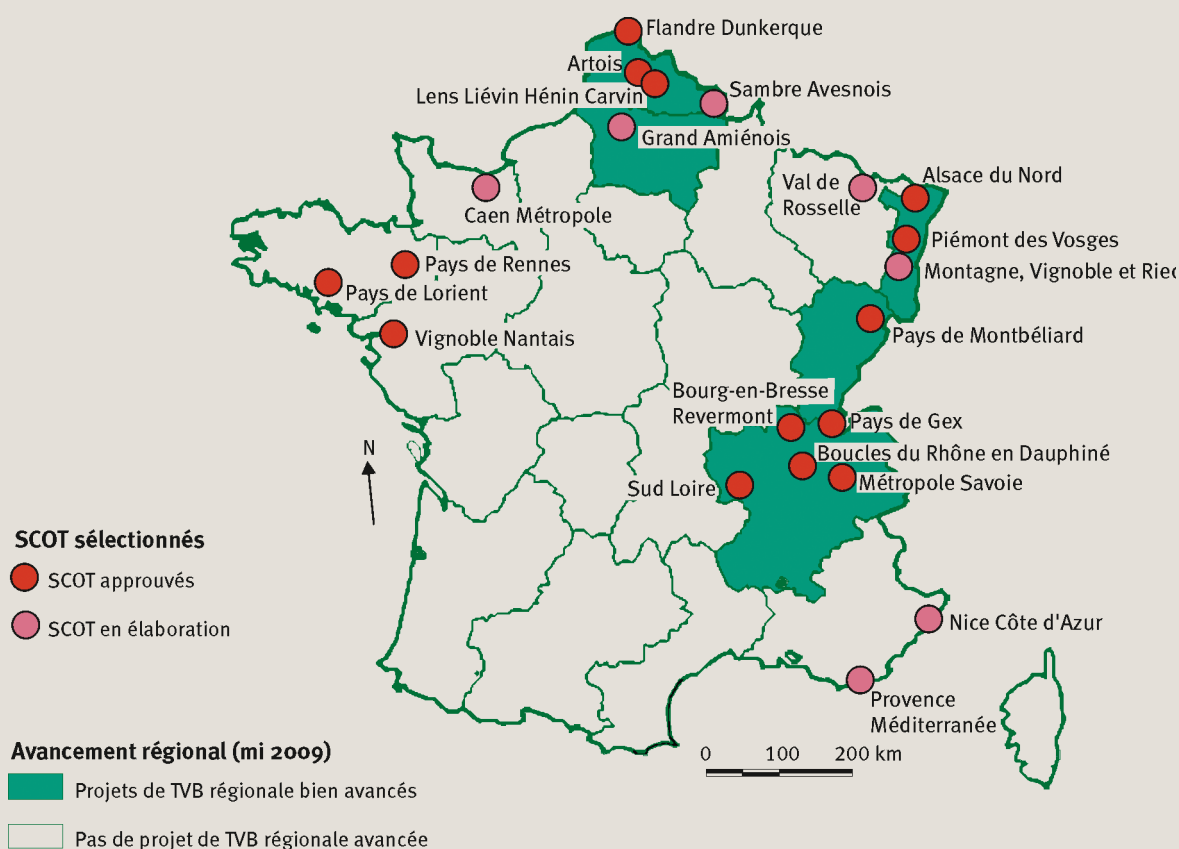 Flandre Dunkerque
Artois
Lens Liévin Hénin Carvin
Sambre Avesnois
Grand Amiénois
Caen Métropole
Val de
Rosselle
Alsace du Nord
Piémont des Vosges
Montagne, Vignoble et Ried
Pays de Rennes
Pays de Lorient
Vignoble Nantais
Pays de Montbéliard
Bourg-en-Bresse
Revermont
Pays de Gex
Boucles du Rhône en Dauphiné
Métropole Savoie
Sud Loire
N
SCOT sélectionnés
SCOT approuvés
SCOT en élaboration
Nice Côte d'Azur
Provence
Méditerranée
0 100 200 km
Avancement régional (mi 2009)
Projets de TVB régionale bien avancés
Pas de projet de TVB régionale avancée